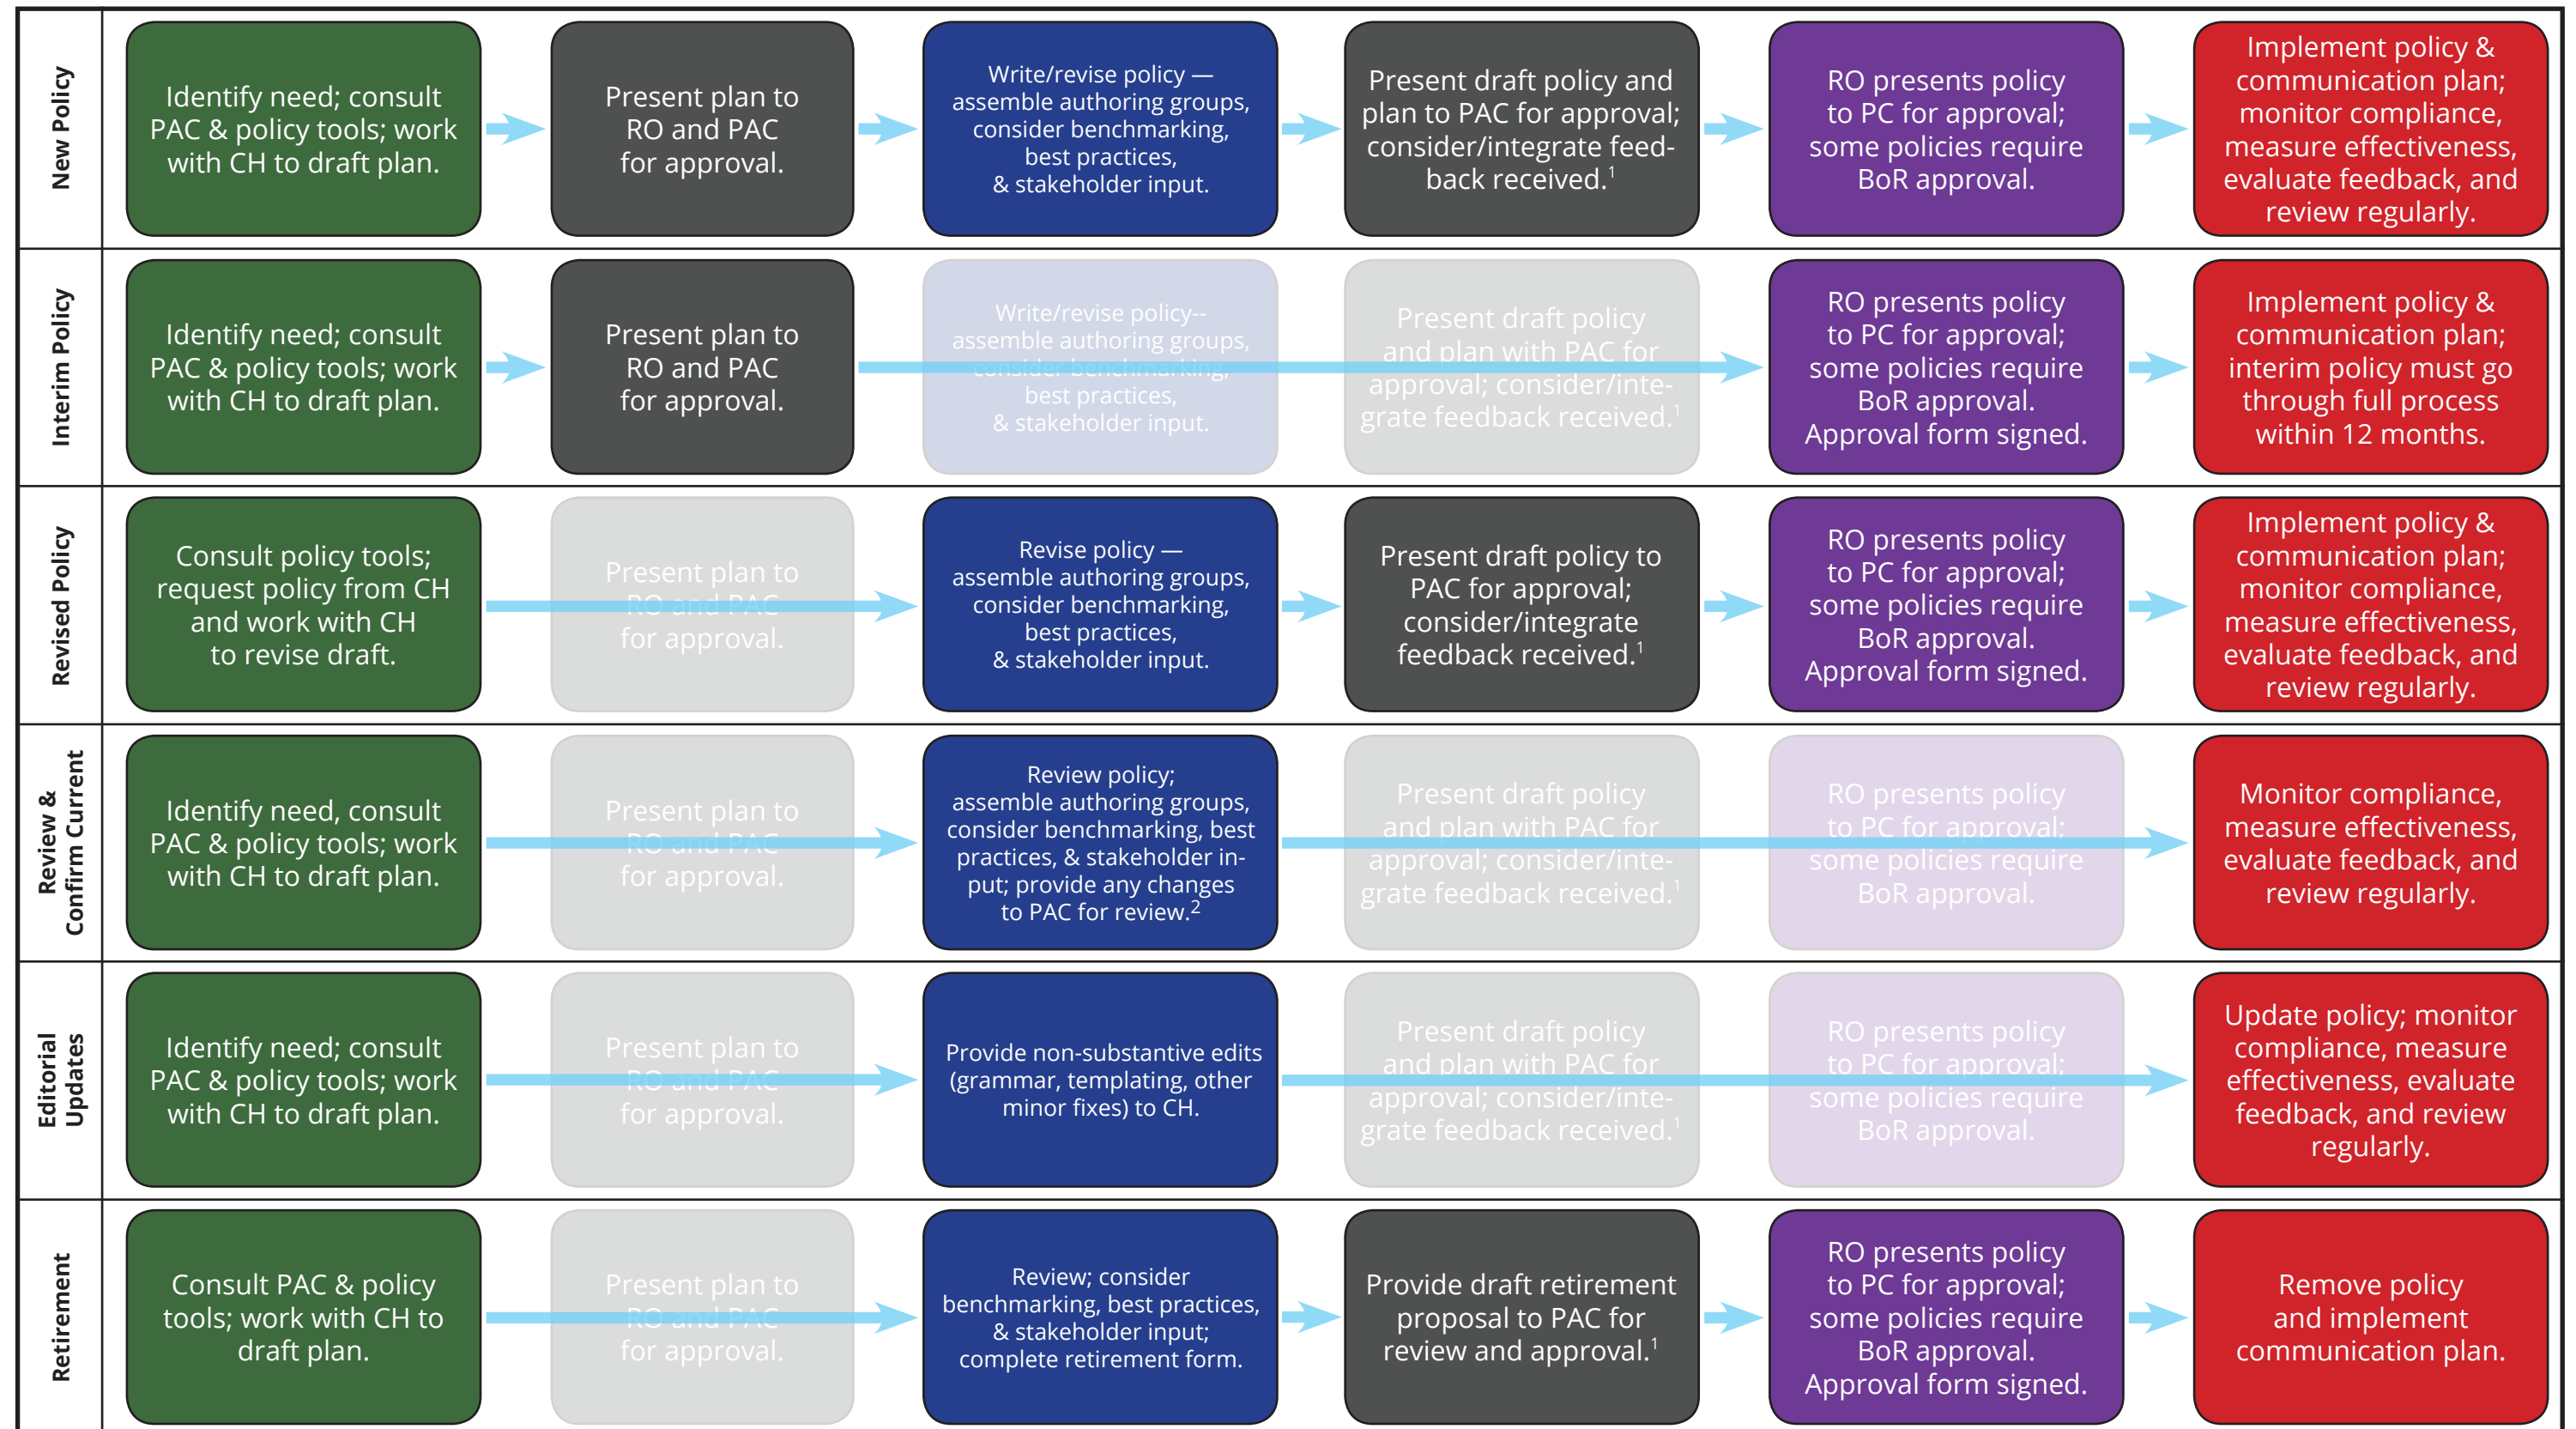 New Policy
Identify need; consult
PAC & policy tools; work
with CH to draft plan.
Present plan to
RO and PAC
for approval.
Write/revise policy —
assemble authoring groups,
consider benchmarking,
best practices,
& stakeholder input.
Present draft policy and
plan to PAC for approval;
consider/integrate feed-
back received.¹
RO presents policy
to PC for approval;
some policies require
BoR approval.
Implement policy &
communication plan;
monitor compliance,
measure effectiveness,
evaluate feedback, and
review regularly.
Interim Policy
Identify need; consult
PAC & policy tools; work
with CH to draft plan.
Present plan to
RO and PAC
for approval.
Write/revise policy--
assemble authoring groups,
consider benchmarking,
best practices,
& stakeholder input.
Present draft policy
and plan with PAC for
approval; consider/inte-
grate feedback received.¹
RO presents policy
to PC for approval;
some policies require
BoR approval.
Approval form signed.
Implement policy &
communication plan;
interim policy must go
through full process
within 12 months.
Revised Policy
Consult policy tools;
request policy from CH
and work with CH
to revise draft.
Present plan to
RO and PAC
for approval.
Revise policy —
assemble authoring groups,
consider benchmarking,
best practices,
& stakeholder input.
Present draft policy to
PAC for approval;
consider/integrate
feedback received.¹
RO presents policy
to PC for approval;
some policies require
BoR approval.
Approval form signed.
Implement policy &
communication plan;
monitor compliance,
measure effectiveness,
evaluate feedback, and
review regularly.
Review &
Confirm Current
Identify need, consult
PAC & policy tools; work
with CH to draft plan.
Present plan to
RO and PAC
for approval.
Review policy;
assemble authoring groups,
consider benchmarking, best
practices, & stakeholder in-
put; provide any changes
to PAC for review.²
Present draft policy
and plan with PAC for
approval; consider/inte-
grate feedback received.¹
RO presents policy
to PC for approval;
some policies require
BoR approval.
Monitor compliance,
measure effectiveness,
evaluate feedback, and
review regularly.
Editorial
Updates
Identify need; consult
PAC & policy tools; work
with CH to draft plan.
Present plan to
RO and PAC
for approval.
Provide non-substantive edits
(grammar, templating, other
minor fixes) to CH.
Present draft policy
and plan with PAC for
approval; consider/inte-
grate feedback received.¹
RO presents policy
to PC for approval;
some policies require
BoR approval.
Update policy; monitor
compliance, measure
effectiveness, evaluate
feedback, and review
regularly.
Retirement
Consult PAC & policy
tools; work with CH to
draft plan.
Present plan to
RO and PAC
for approval.
Review; consider
benchmarking, best practices,
& stakeholder input;
complete retirement form.
Provide draft retirement
proposal to PAC for
review and approval.¹
RO presents policy
to PC for approval;
some policies require
BoR approval.
Approval form signed.
Remove policy
and implement
communication plan.